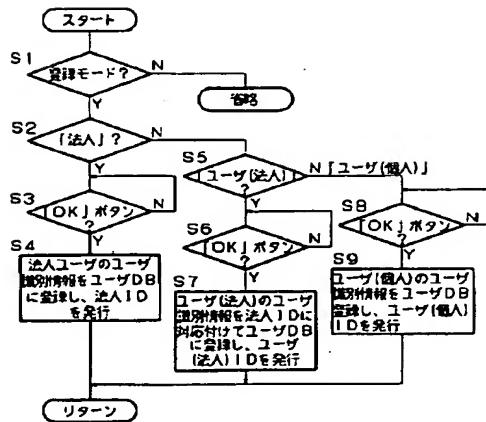 スタート
S1
登録モード?
N
Y
省略
S2
「法人」?
N
Y
S5
ユーザ(法人)
?
N
「ユーザ(個人)」
Y
S3
「OK」ボタン
?
N
Y
S6
「OK」ボタン
?
N
Y
S8
「OK」ボタン
?
N
Y
S4
法人ユーザのユーザ
識別情報をユーザDB
に登録し、法人ID
を発行
S7
ユーザ(法人)のユーザ
識別情報を法人IDに
対応付けてユーザDB
に登録し、ユーザ
(法人)IDを発行
S9
ユーザ(個人)のユーザ
識別情報をユーザDB
登録し、ユーザ(個人)
IDを発行
リターン